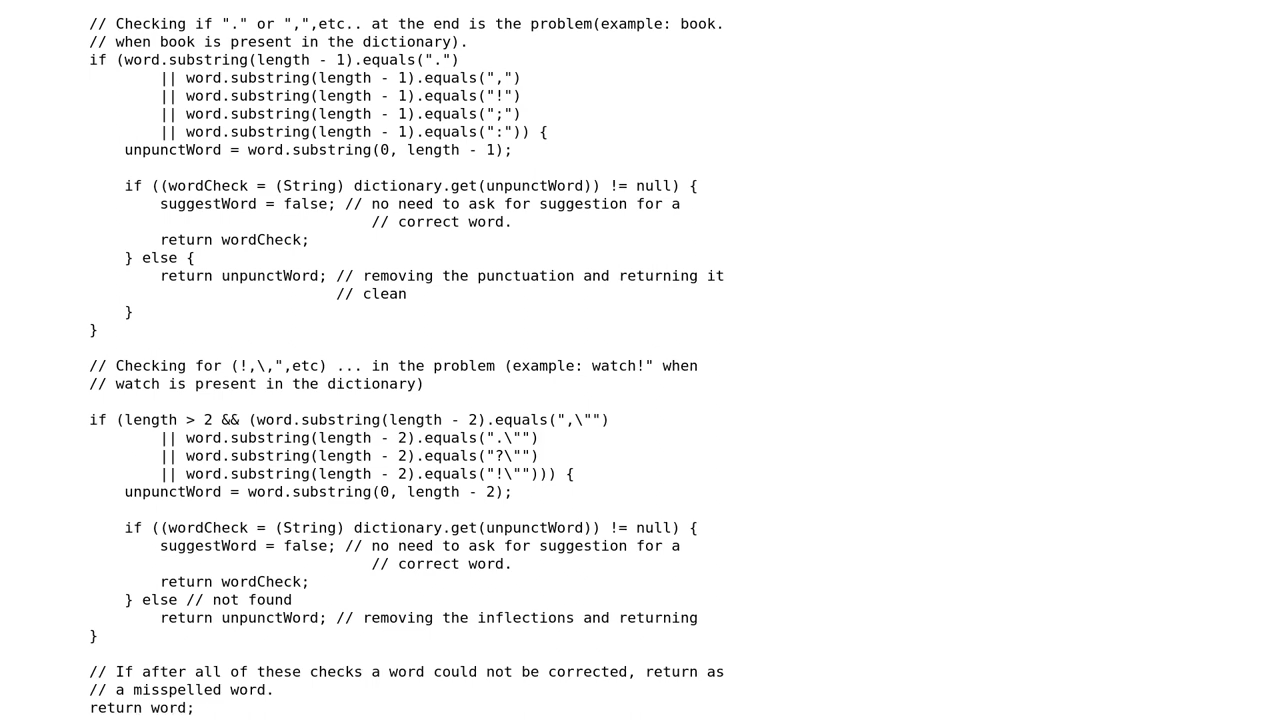 // Checking if "." or ",",etc.. at the end is the problem(example: book.
// when book is present in the dictionary).
if (word.substring(length - 1).equals(".")
|| word.substring(length - 1).equals(",")
|| word.substring(length - 1).equals("!")
|| word.substring(length - 1).equals(";")
|| word.substring(length - 1).equals(":")) {
unpunctWord = word.substring(0, length - 1);
if ((wordCheck = (String) dictionary.get(unpunctWord)) != null) {
suggestWord = false; // no need to ask for suggestion for a
// correct word.
return wordCheck;
} else {
return unpunctWord; // removing the punctuation and returning it
// clean
}
}
// Checking for (!,\,",etc) ... in the problem (example: watch!" when
// watch is present in the dictionary)
if (length > 2 && (word.substring(length - 2).equals(",\"")
|| word.substring(length - 2).equals(".\"")
|| word.substring(length - 2).equals("?\"")
|| word.substring(length - 2).equals("!\""))) {
unpunctWord = word.substring(0, length - 2);
if ((wordCheck = (String) dictionary.get(unpunctWord)) != null) {
suggestWord = false; // no need to ask for suggestion for a
// correct word.
return wordCheck;
} else // not found
return unpunctWord; // removing the inflections and returning
}
// If after all of these checks a word could not be corrected, return as
// a misspelled word.
return word;